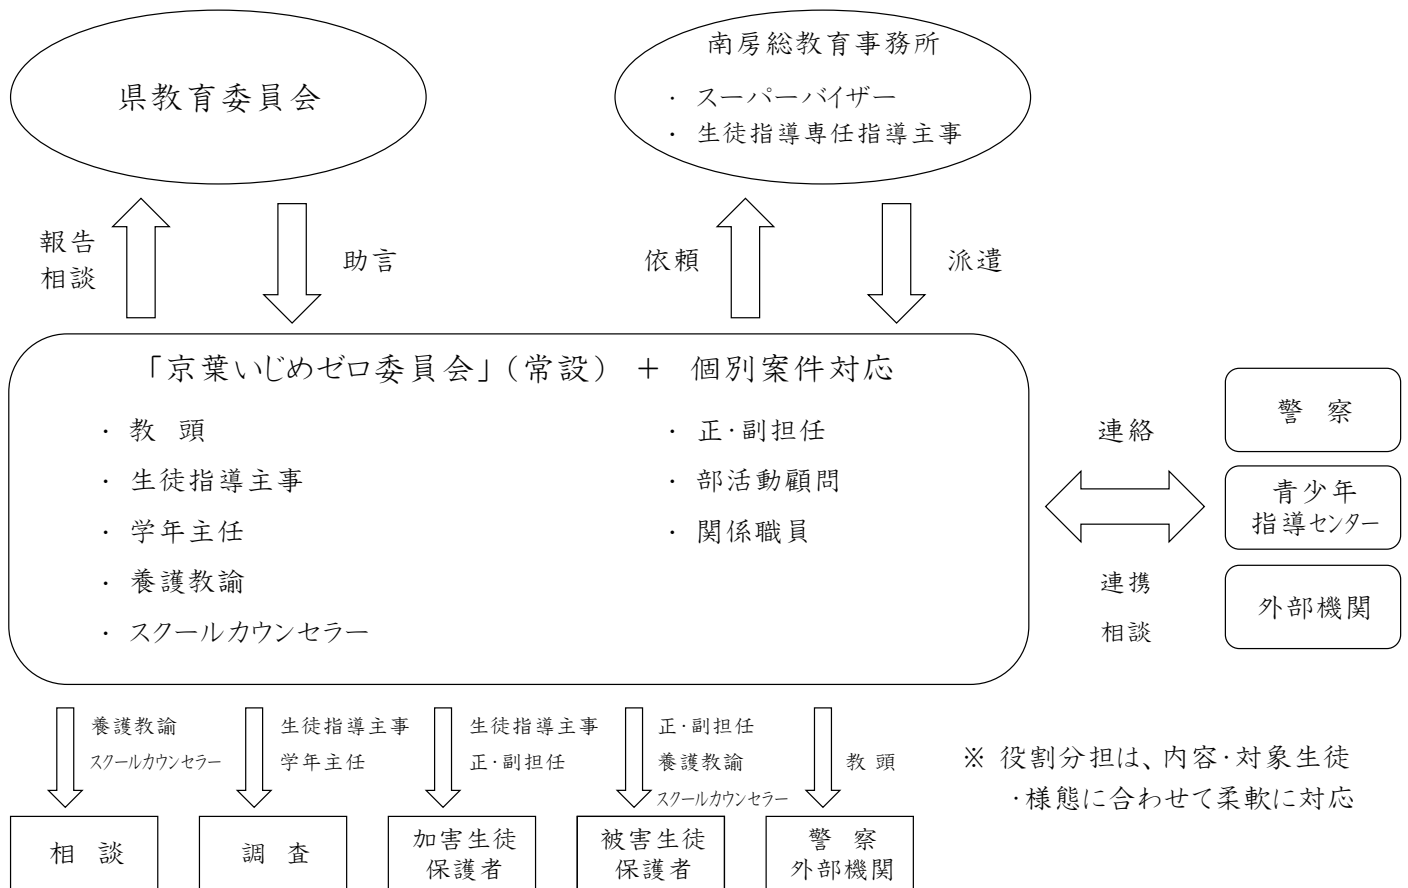 県教育委員会
南房総教育事務所
・ スーパーバイザー
・ 生徒指導専任指導主事
報告
相談
助言
依頼
派遣
「京葉いじめゼロ委員会」（常設） ＋ 個別案件対応
・ 教 頭
・ 生徒指導主事
・ 学年主任
・ 養護教諭
・ スクールカウンセラー
・ 正・副担任
・ 部活動顧問
・ 関係職員
連絡
連携
相談
警 察
青少年
指導センター
外部機関
養護教諭
スクールカウンセラー
生徒指導主事
学年主任
生徒指導主事
正・副担任
正・副担任
養護教諭
スクールカウンセラー
教 頭
※ 役割分担は、内容・対象生徒
・様態に合わせて柔軟に対応
相 談
調 査
加害生徒
保護者
被害生徒
保護者
警 察
外部機関